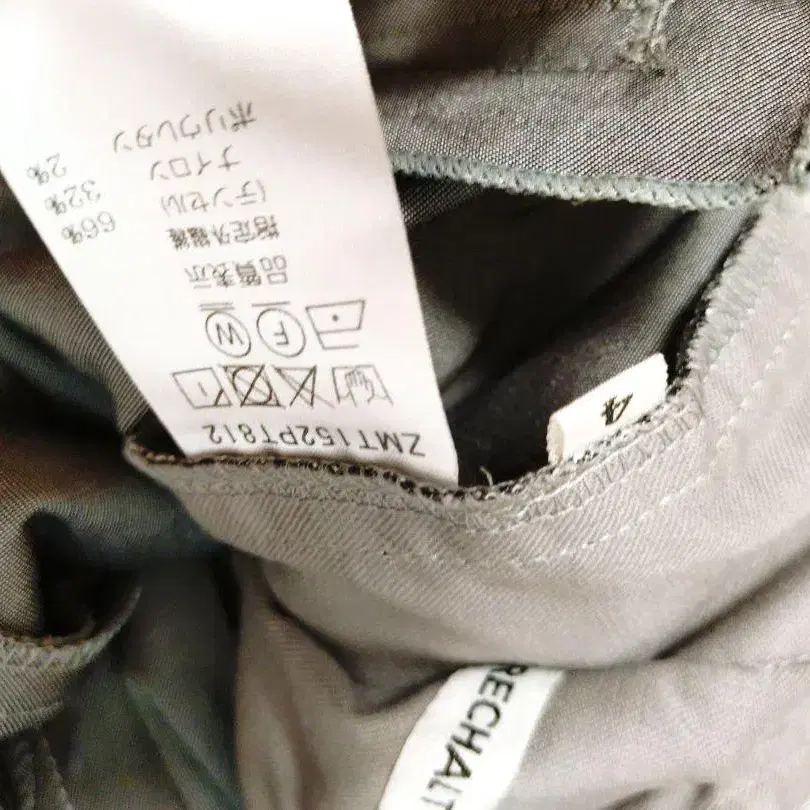 ZMT152PT812
W
F
品質表示
指定外繊維
(テンセル) 66%
ナイロン 32%
ポリウレタン 2%
4
RECHALT